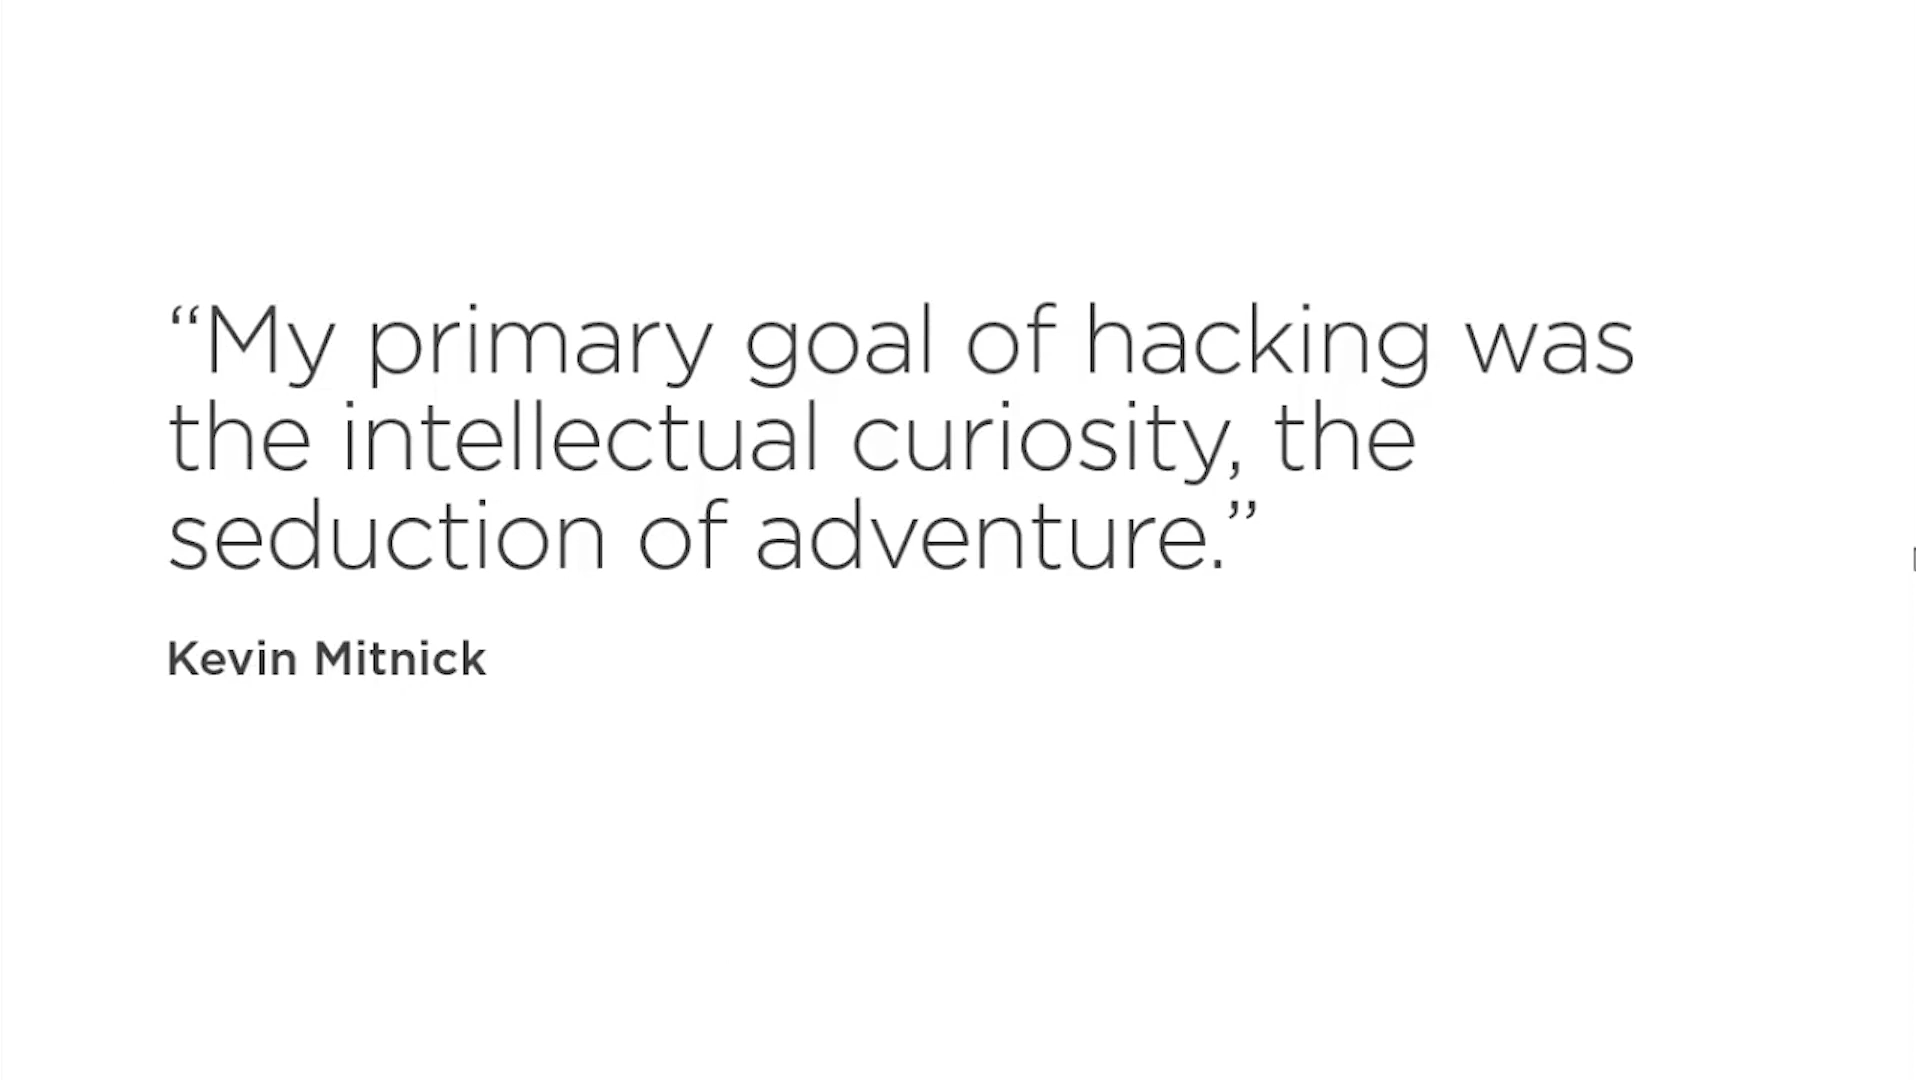 “My primary goal of hacking was
the intellectual curiosity, the
seduction of adventure.”
Kevin Mitnick